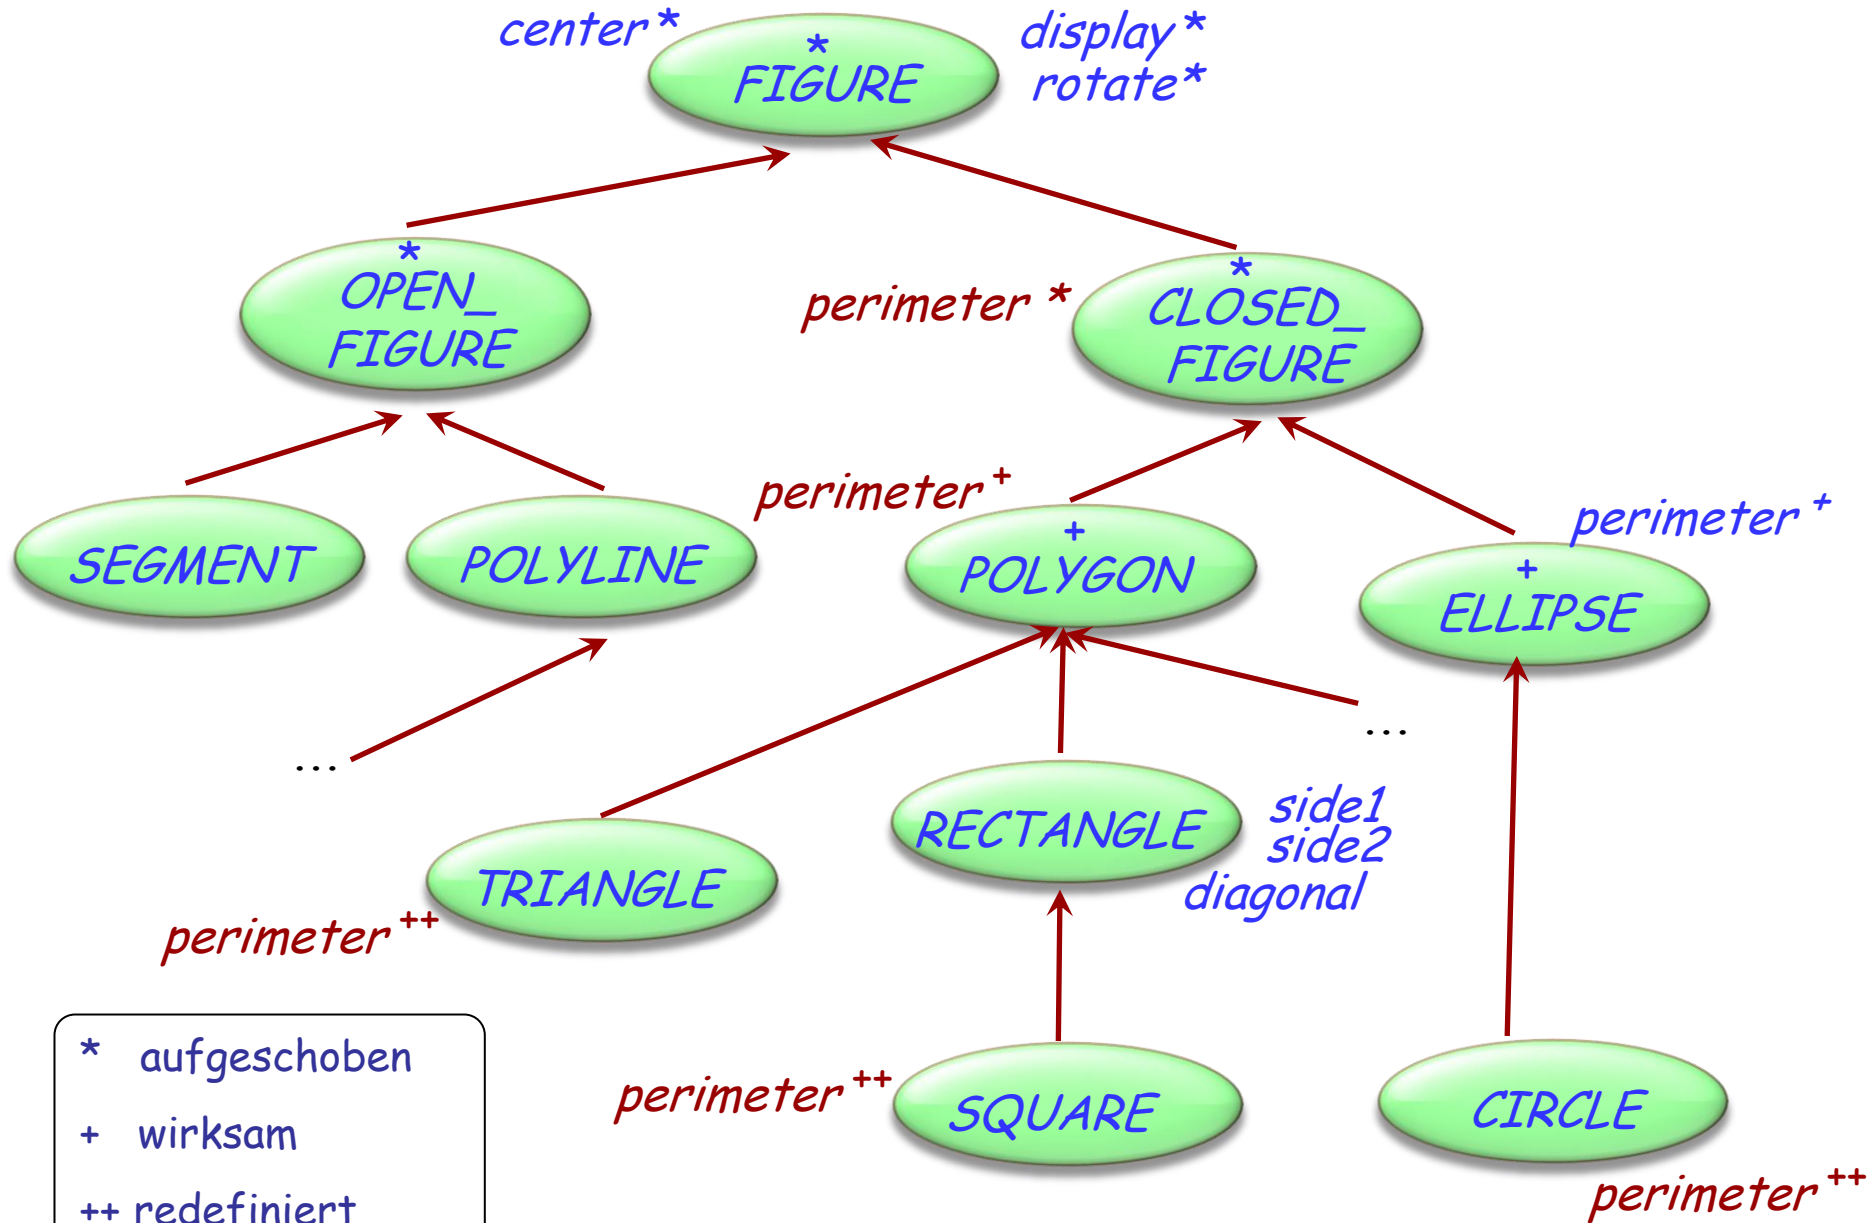 center *
display *
rotate *
*
FIGURE
*
OPEN_
FIGURE
perimeter *
*
CLOSED_
FIGURE
SEGMENT
POLYLINE
perimeter +
+
POLYGON
perimeter +
+
ELLIPSE
...
...
TRIANGLE
perimeter ++
RECTANGLE
side1
side2
diagonal
perimeter ++
SQUARE
CIRCLE
perimeter ++
* aufgeschoben
+ wirksam
++ redefiniert